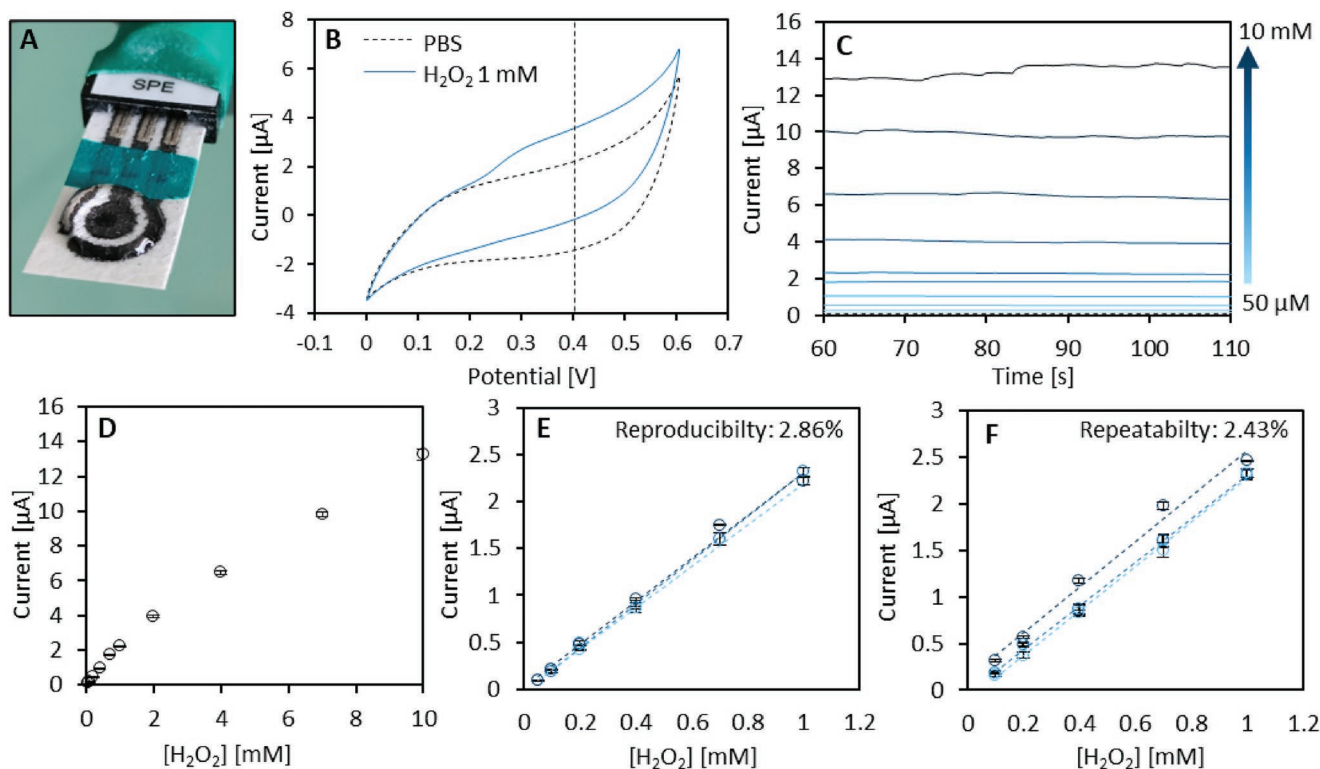 A
SPE
B
PBS
H₂O₂ 1 mM
8
6
4
2
0
-2
-4
-0.1 0 0.1 0.2 0.3 0.4 0.5 0.6 0.7
Current [µA]
Potential [V]
C
10 mM
50 µM
16
14
12
10
8
6
4
2
0
60 70 80 90 100 110
Current [µA]
Time [s]
D
16
14
12
10
8
6
4
2
0
0 2 4 6 8 10
Current [µA]
[H₂O₂] [mM]
E
Reproducibilty: 2.86%
3
2.5
2
1.5
1
0.5
0
0 0.2 0.4 0.6 0.8 1 1.2
Current [µA]
[H₂O₂] [mM]
F
Repeatabilty: 2.43%
3
2.5
2
1.5
1
0.5
0
0 0.2 0.4 0.6 0.8 1 1.2
Current [µA]
[H₂O₂] [mM]